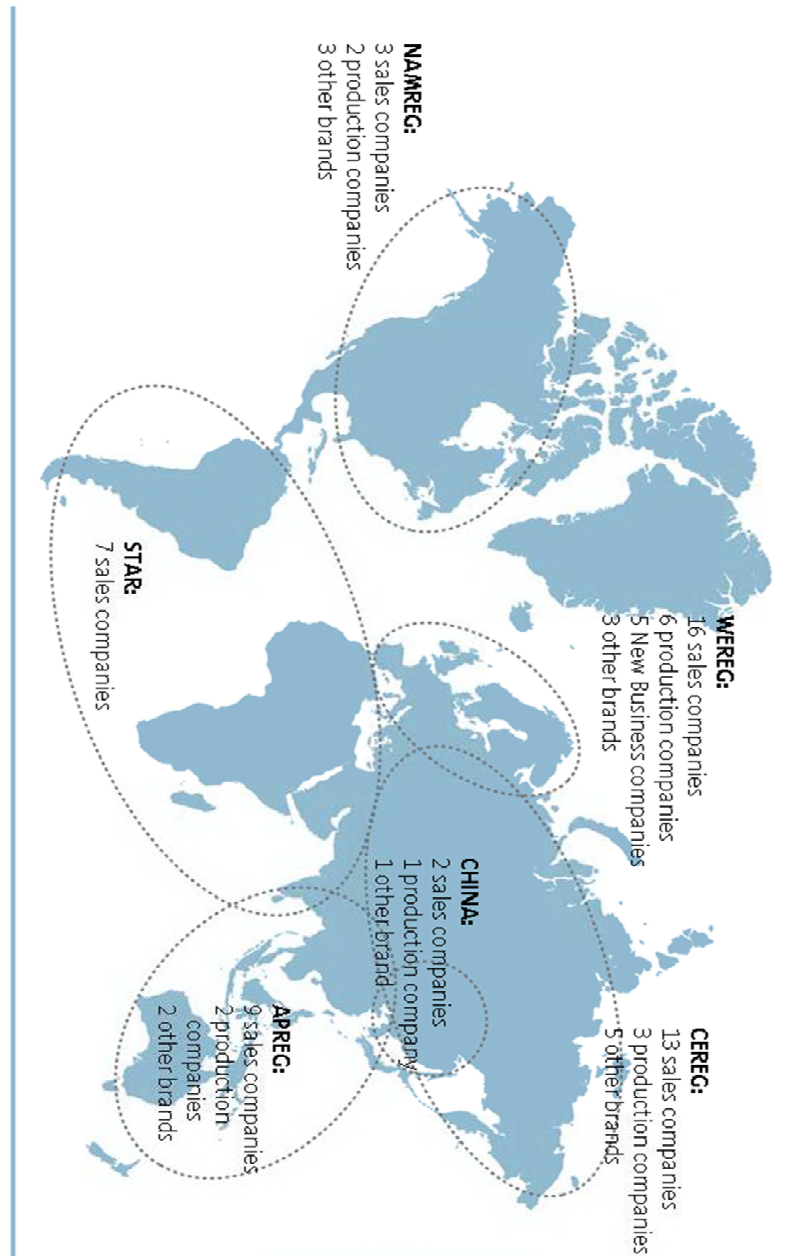 NAMREG:
3 sales companies
2 production companies
3 other brands
WEREG:
16 sales companies
6 production companies
5 New Business companies
3 other brands
CEREG:
13 sales companies
3 production companies
5 other brands
CHINA:
2 sales companies
1 production company
1 other brand
STAR:
7 sales companies
APREG:
9 sales companies
2 production
companies
2 other brands